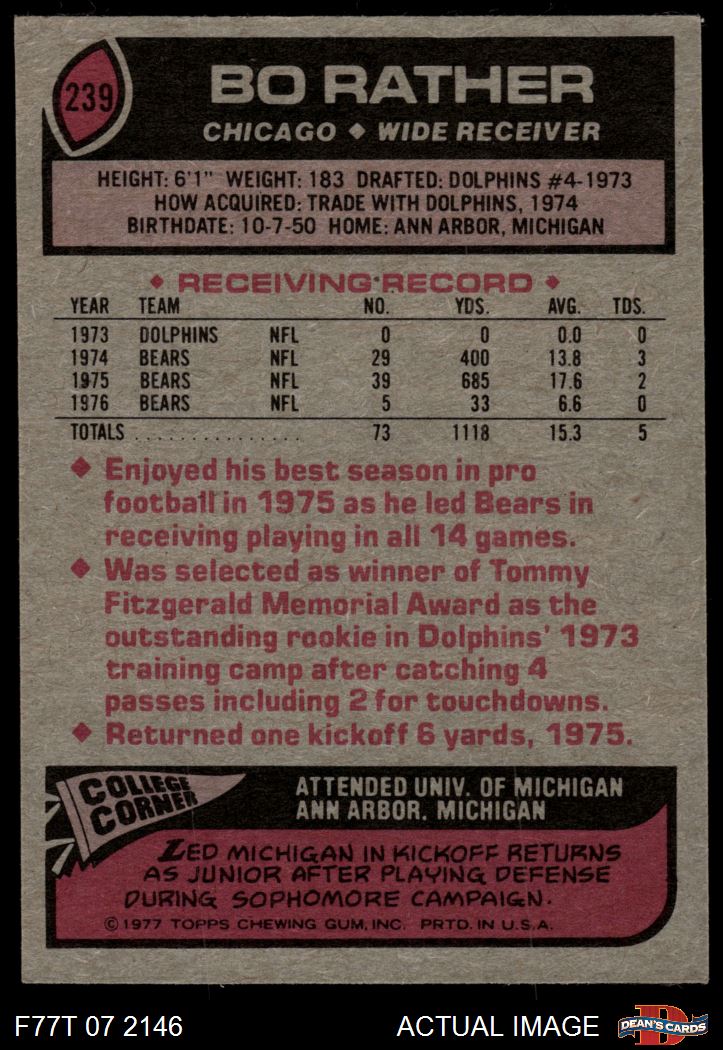 239
BO RATHER
CHICAGO ♦ WIDE RECEIVER
HEIGHT: 6'1" WEIGHT: 183 DRAFTED: DOLPHINS #4-1973
HOW ACQUIRED: TRADE WITH DOLPHINS, 1974
BIRTHDATE: 10-7-50 HOME: ANN ARBOR, MICHIGAN
♦ RECEIVING RECORD ♦
YEAR TEAM NO. YDS. AVG. TDS.
1973 DOLPHINS NFL 0 0 0.0 0
1974 BEARS NFL 29 400 13.8 3
1975 BEARS NFL 39 685 17.6 2
1976 BEARS NFL 5 33 6.6 0
TOTALS . . . . . . . . . . . . . . . . 73 1118 15.3 5
♦ Enjoyed his best season in pro
football in 1975 as he led Bears in
receiving playing in all 14 games.
♦ Was selected as winner of Tommy
Fitzgerald Memorial Award as the
outstanding rookie in Dolphins' 1973
training camp after catching 4
passes including 2 for touchdowns.
♦ Returned one kickoff 6 yards, 1975.
COLLEGE
CORNER
ATTENDED UNIV. OF MICHIGAN
ANN ARBOR. MICHIGAN
LED MICHIGAN IN KICKOFF RETURNS
AS JUNIOR AFTER PLAYING DEFENSE
DURING SOPHOMORE CAMPAIGN.
© 1977 TOPPS CHEWING GUM, INC. PRTD. IN U.S.A.
F77T 07 2146
ACTUAL IMAGE
D
DEAN'S CARDS